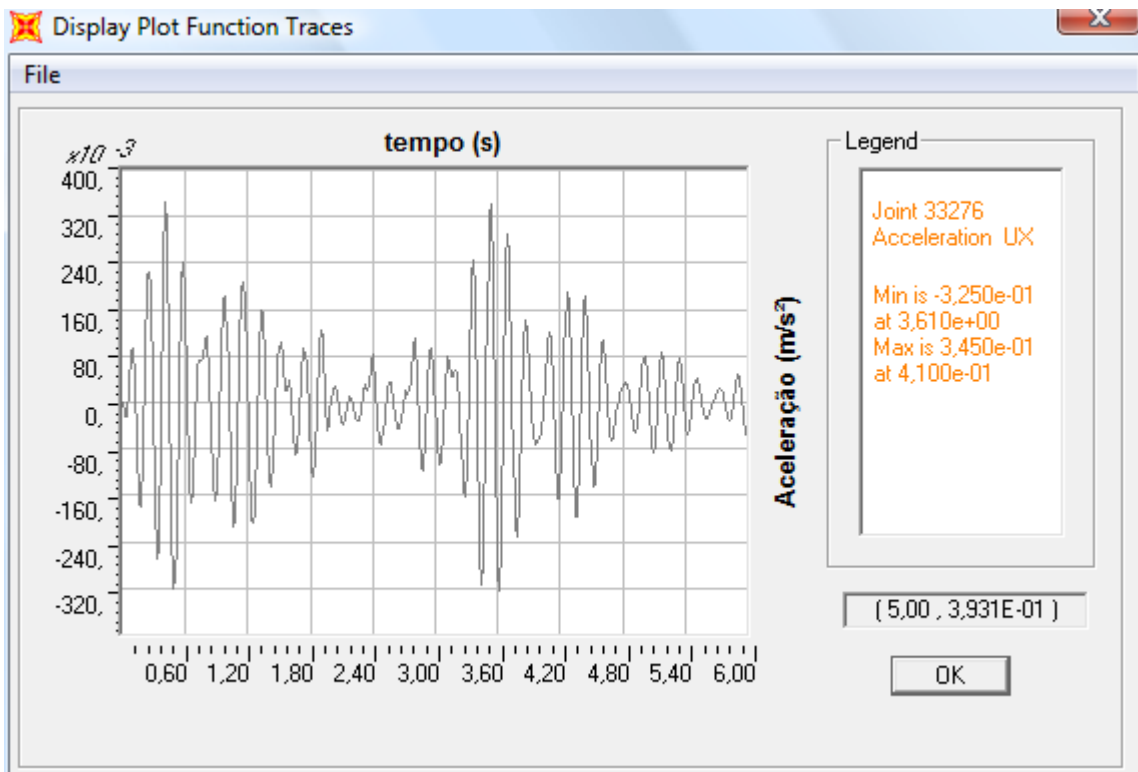 Display Plot Function Traces
File
tempo (s)
x10 -3
400,
320,
240,
160,
80,
0,
-80,
-160,
-240,
-320,
0,60 1,20 1,80 2,40 3,00 3,60 4,20 4,80 5,40 6,00
Aceleração (m/s²)
Legend
Joint 33276
Acceleration UX
Min is -3,250e-01
at 3,610e+00
Max is 3,450e-01
at 4,100e-01
( 5,00 , 3,931E-01 )
OK